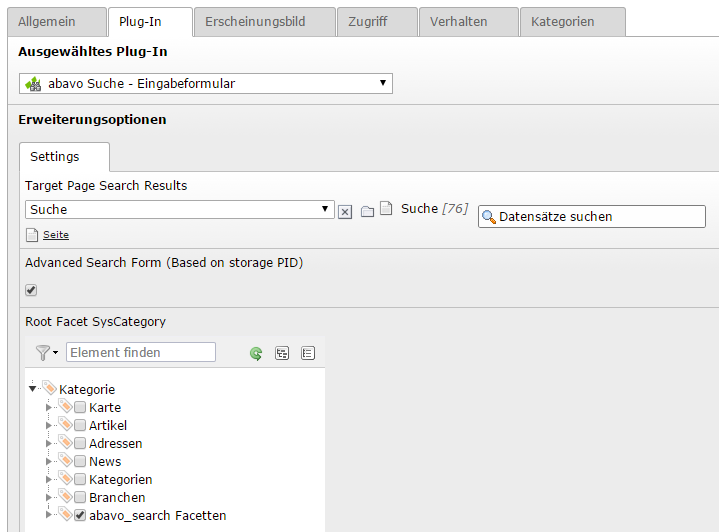 Allgemein Plug-In Erscheinungsbild Zugriff Verhalten Kategorien
Ausgewähltes Plug-In
abavo Suche - Eingabeformular
Erweiterungsoptionen
Settings
Target Page Search Results
Suche Suche [76] Datensätze suchen
Seite
Advanced Search Form (Based on storage PID)
Root Facet SysCategory
Element finden
Kategorie
Karte
Artikel
Adressen
News
Kategorien
Branchen
abavo_search Facetten